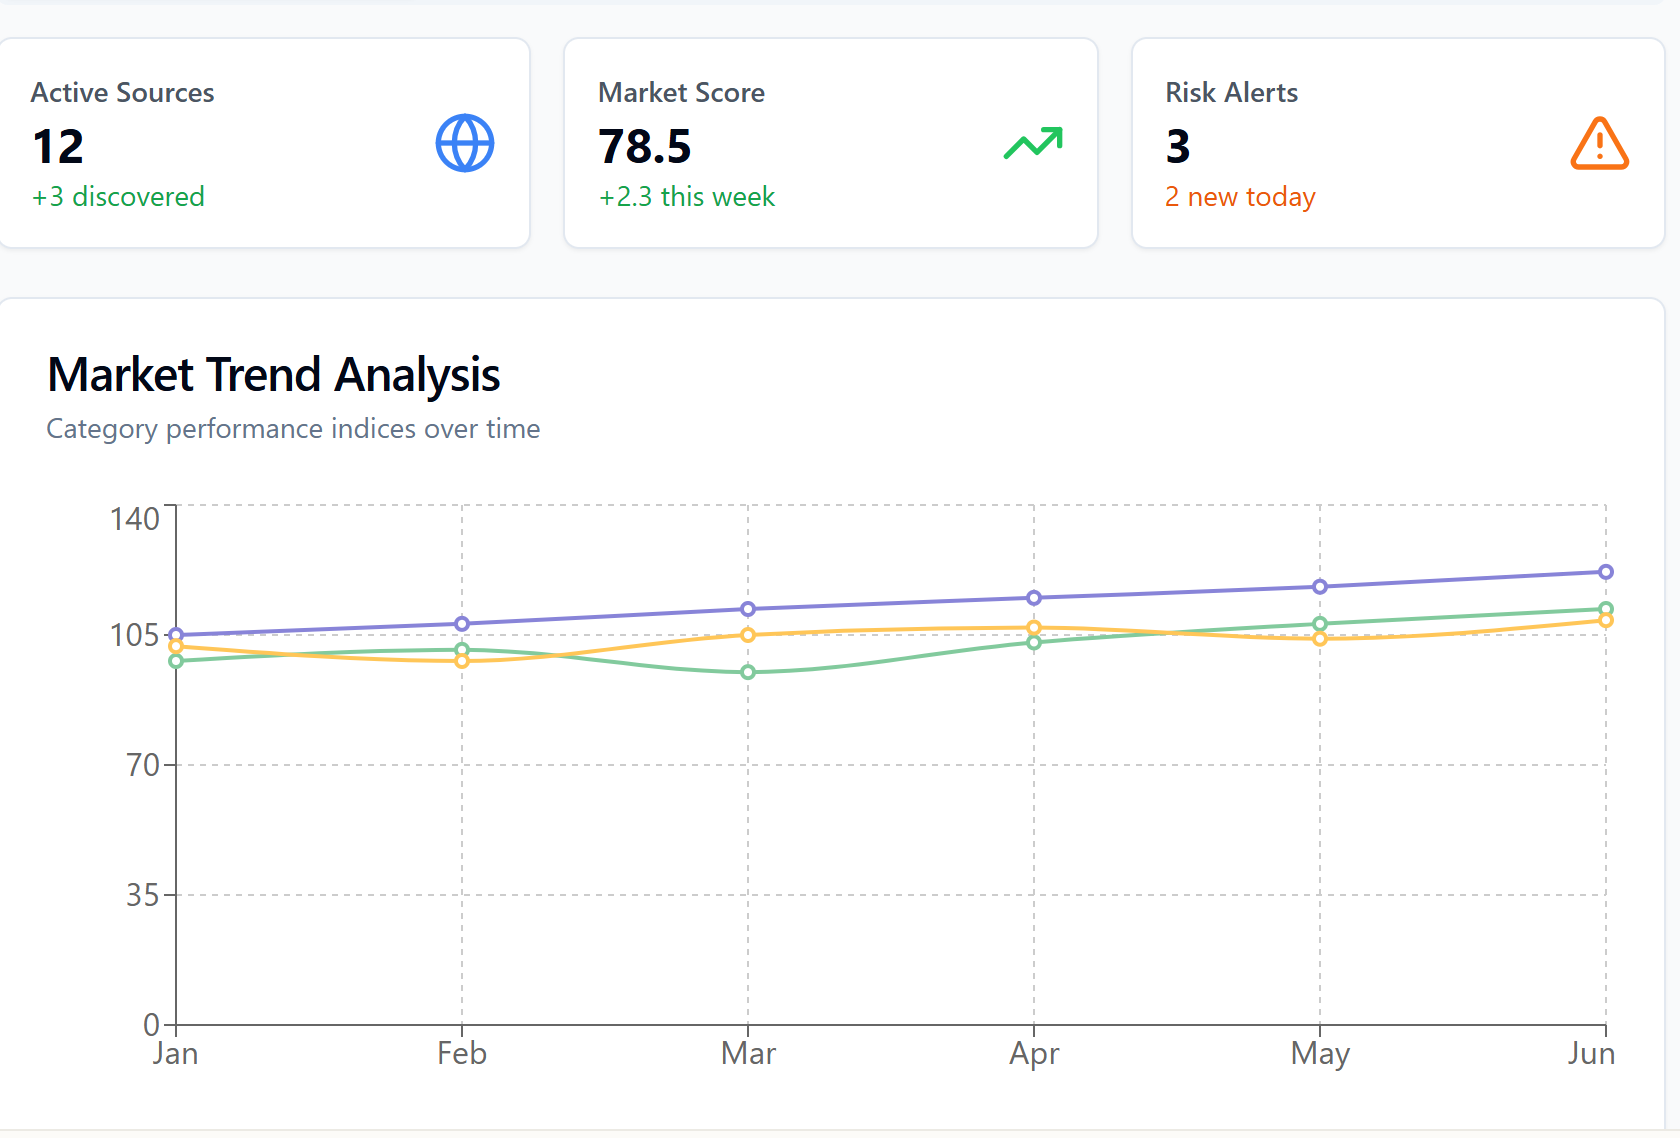 Active Sources
12
+3 discovered
Market Score
78.5
+2.3 this week
Risk Alerts
3
2 new today
Market Trend Analysis
Category performance indices over time
140
105
70
35
0
Jan Feb Mar Apr May Jun